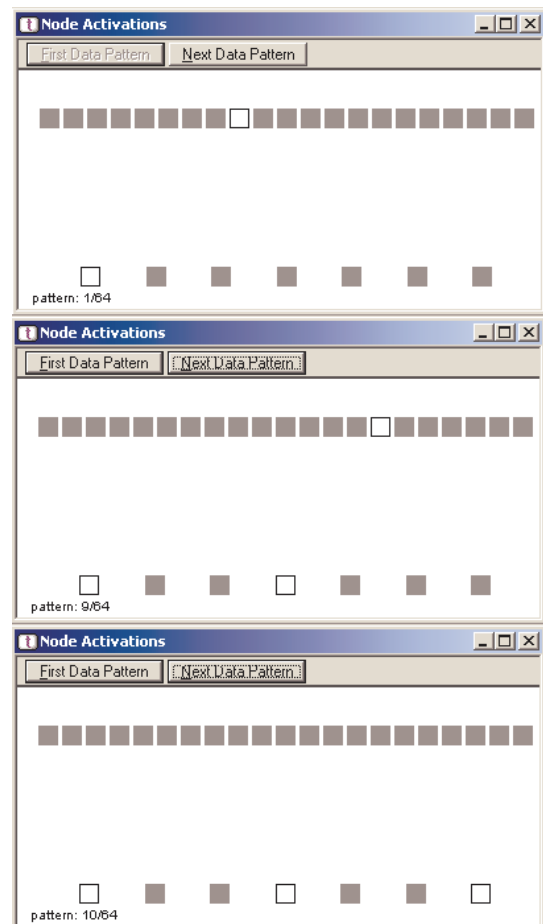 Node Activations
First Data Pattern Next Data Pattern
pattern: 1/64
Node Activations
First Data Pattern Next Data Pattern
pattern: 9/64
Node Activations
First Data Pattern Next Data Pattern
pattern: 10/64